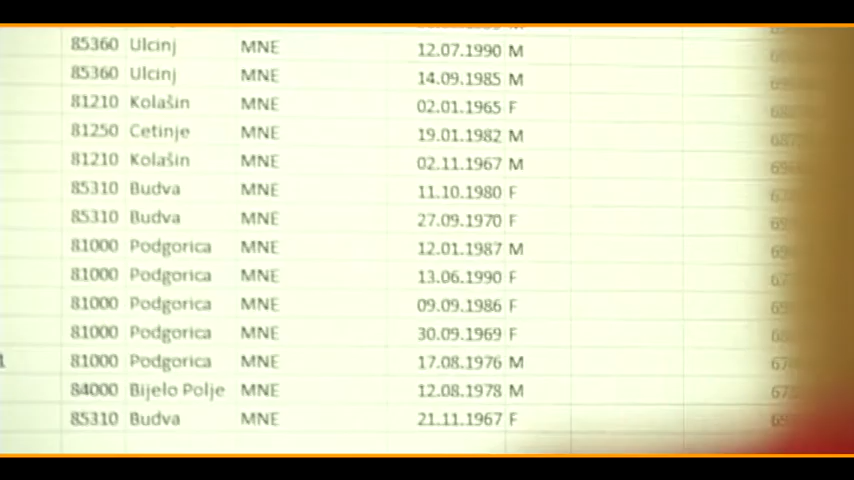 85360 Ulcinj MNE 12.07.1990 M
85360 Ulcinj MNE 14.09.1985 M
81210 Kolašin MNE 02.01.1965 F
81250 Cetinje MNE 19.01.1982 M
81210 Kolašin MNE 02.11.1967 M
85310 Budva MNE 11.10.1980 F
85310 Budva MNE 27.09.1970 F
81000 Podgorica MNE 12.01.1987 M
81000 Podgorica MNE 13.06.1990 F
81000 Podgorica MNE 09.09.1986 F
81000 Podgorica MNE 30.09.1969 F
81000 Podgorica MNE 17.08.1976 M
84000 Bijelo Polje MNE 12.08.1978 M
85310 Budva MNE 21.11.1967 F